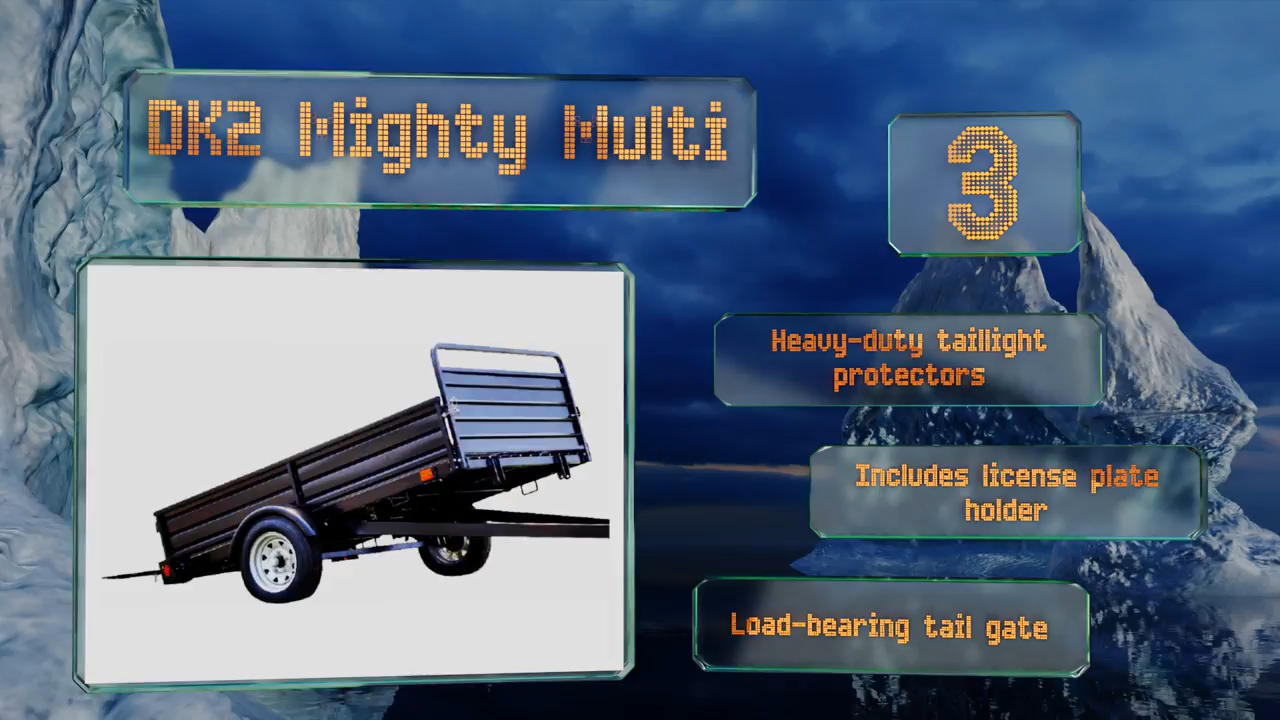 DK2 Mighty Multi
3
Heavy-duty taillight
protectors
Includes license plate
holder
Load-bearing tail gate